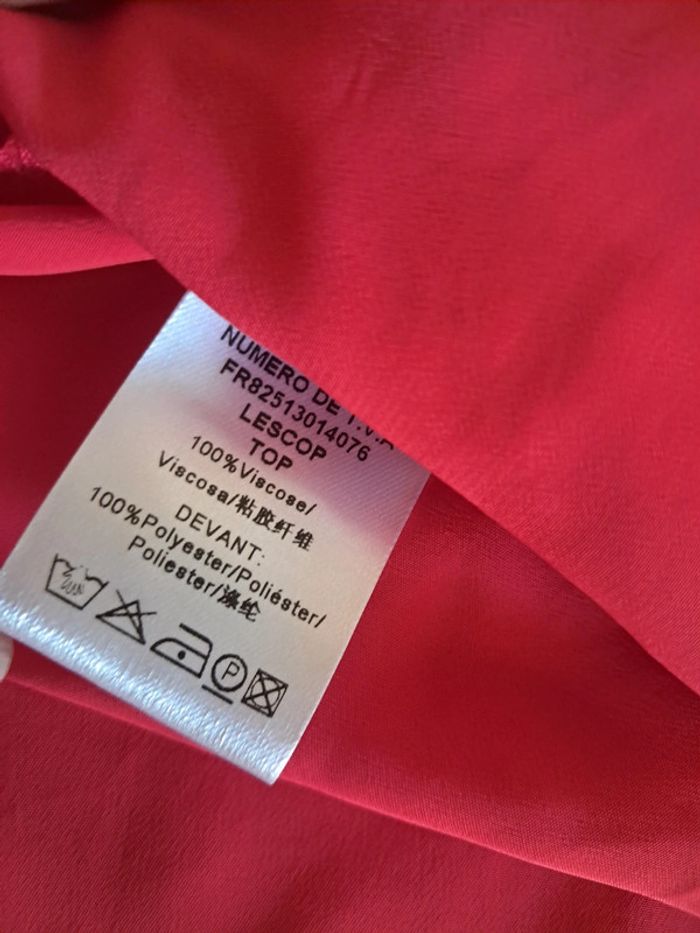 NUMERO DE T.V.A
FR82513014076
LESCOP
TOP
100%Viscose/
Viscosa/粘胶纤维
DEVANT:
100%Polyester/Poliéster/
Poliester/涤纶
P